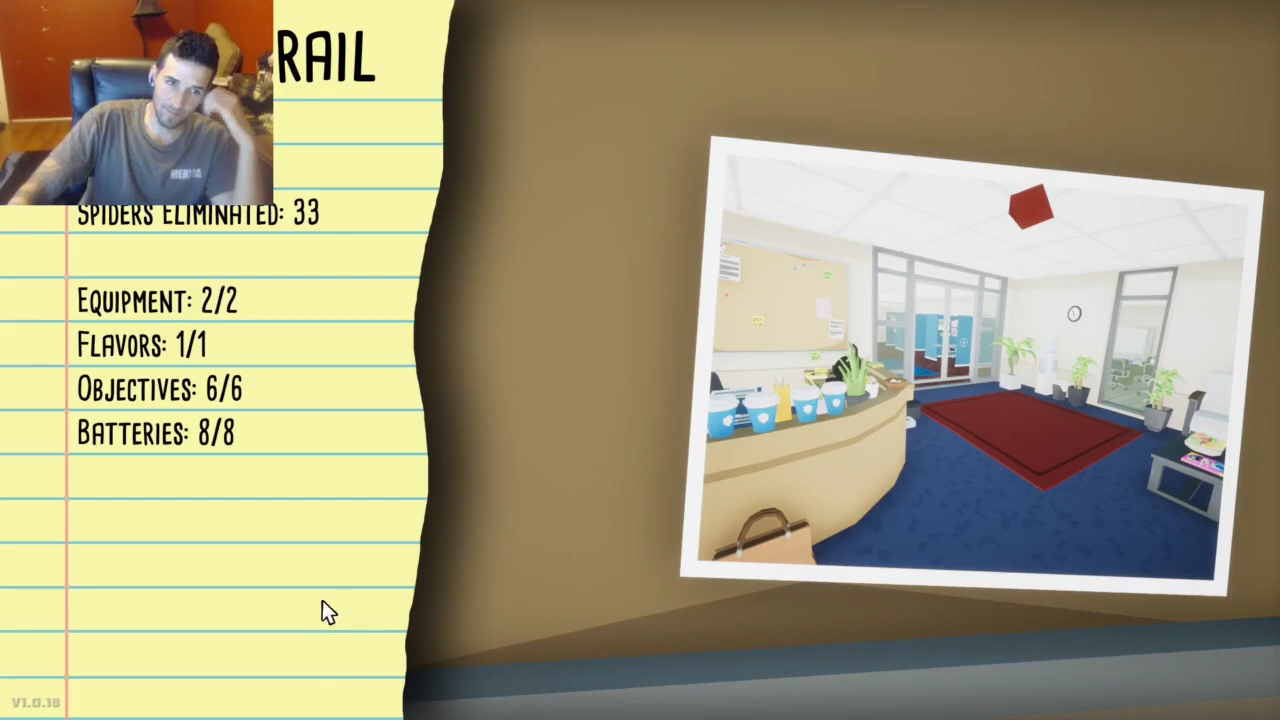 RAIL
SPIDERS ELIMINATED: 33
EQUIPMENT: 2/2
FLAVORS: 1/1
OBJECTIVES: 6/6
BATTERIES: 8/8
V1.0.18